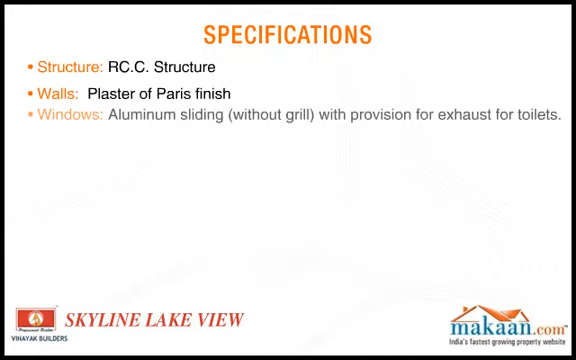 SPECIFICATIONS
• Structure: RC.C. Structure
• Walls: Plaster of Paris finish
• Windows: Aluminum sliding (without grill) with provision for exhaust for toilets.
SKYLINE LAKE VIEW
VINAYAK BUILDERS
makaan.com
India's fastest growing property website